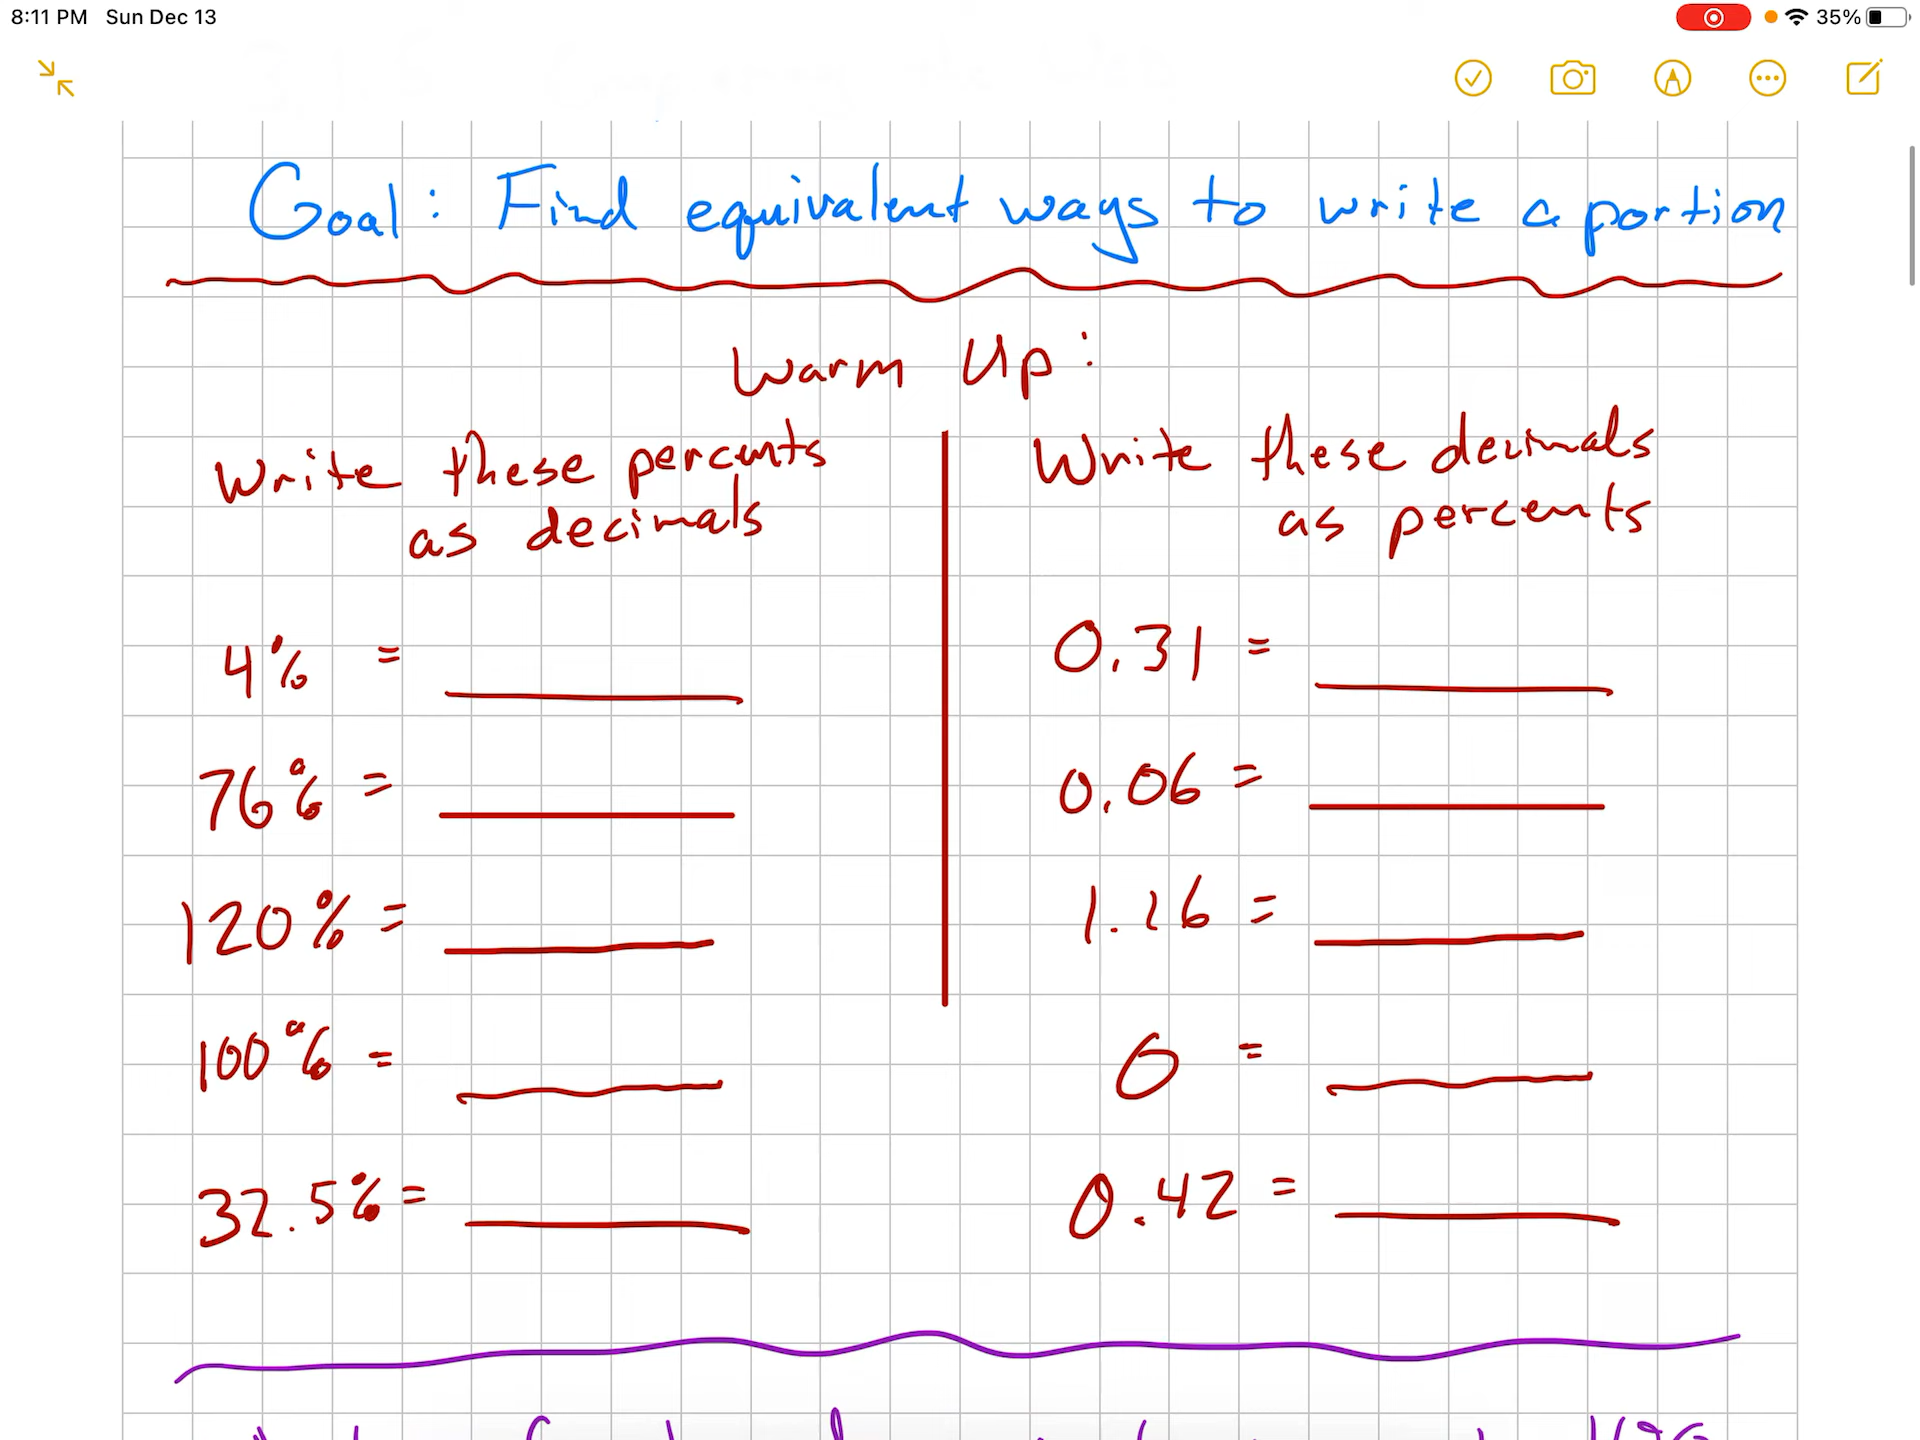 8:11 PM Sun Dec 13
35%
Goal: Find equivalent ways to write a portion
Warm Up:
Write these percents
as decimals
4% =
76% =
120% =
100% =
32.5% =
Write these decimals
as percents
0.31 =
0.06 =
1.16 =
0 =
0.42 =